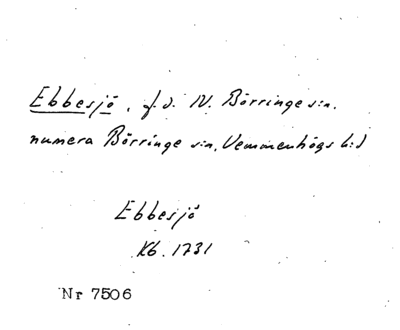 Ebbesjö, f.d. N. Börringe s:n.
numera Börringe s:n, Vemmenhögs h:d
Ebbesjö
Kb. 1731
Nr 7506